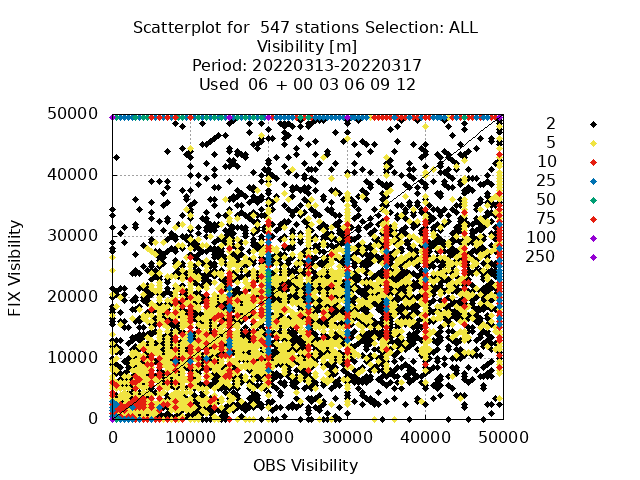 Scatterplot for  547 stations Selection: ALL
Visibility [m]
Period: 20220313-20220317
Used  06 + 00 03 06 09 12
50000
40000
30000
20000
10000
0
FIX Visibility
0 10000 20000 30000 40000 50000
OBS Visibility
2
5
10
25
50
75
100
250